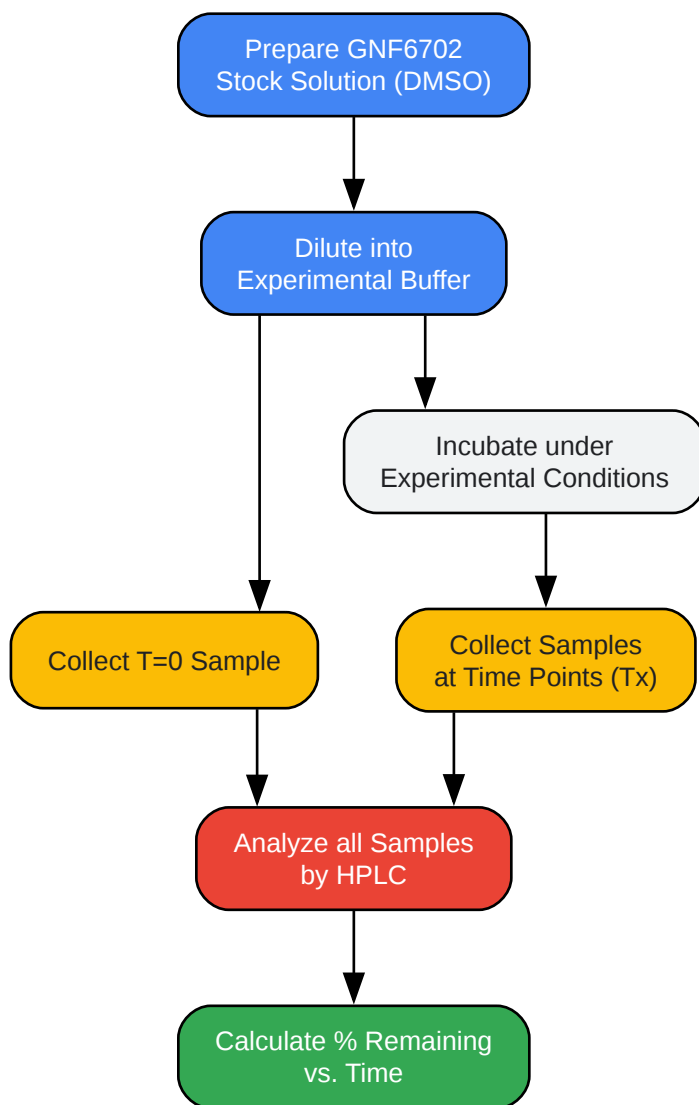 Prepare GNF6702
Stock Solution (DMSO)
Dilute into
Experimental Buffer
Incubate under
Experimental Conditions
Collect T=0 Sample
Collect Samples
at Time Points (Tx)
Analyze all Samples
by HPLC
Calculate % Remaining
vs. Time